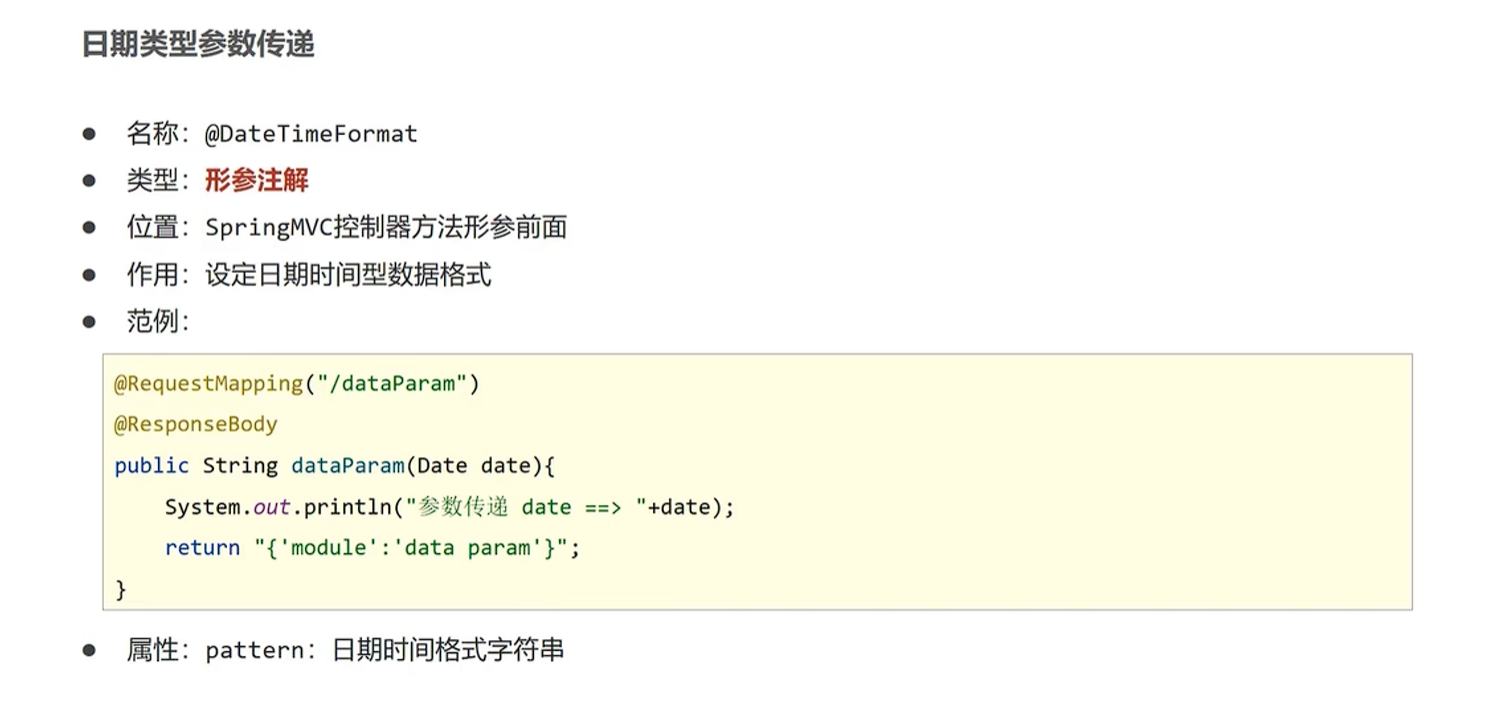 日期类型参数传递
● 名称：@DateTimeFormat
● 类型：形参注解
● 位置：SpringMVC控制器方法形参前面
● 作用：设定日期时间型数据格式
● 范例：
@RequestMapping("/dataParam")
@ResponseBody
public String dataParam(Date date){
    System.out.println("参数传递 date ==> "+date);
    return "{'module':'data param'}";
}
● 属性：pattern：日期时间格式字符串